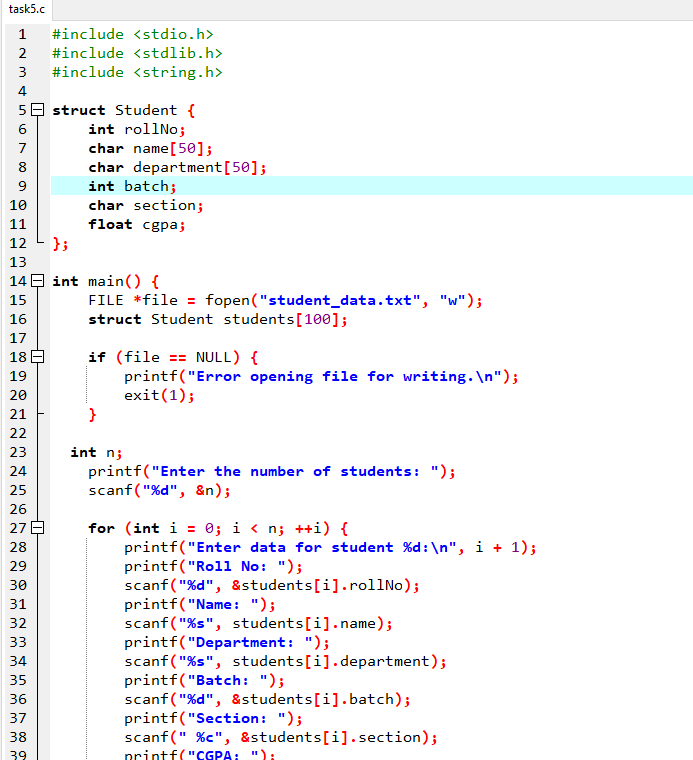 task5.c
1 #include <stdio.h>
2 #include <stdlib.h>
3 #include <string.h>
4
5 struct Student {
6     int rollNo;
7     char name[50];
8     char department[50];
9     int batch;
10     char section;
11     float cgpa;
12 };
13
14 int main() {
15     FILE *file = fopen("student_data.txt", "w");
16     struct Student students[100];
17
18     if (file == NULL) {
19         printf("Error opening file for writing.\n");
20         exit(1);
21     }
22
23   int n;
24     printf("Enter the number of students: ");
25     scanf("%d", &n);
26
27     for (int i = 0; i < n; ++i) {
28         printf("Enter data for student %d:\n", i + 1);
29         printf("Roll No: ");
30         scanf("%d", &students[i].rollNo);
31         printf("Name: ");
32         scanf("%s", students[i].name);
33         printf("Department: ");
34         scanf("%s", students[i].department);
35         printf("Batch: ");
36         scanf("%d", &students[i].batch);
37         printf("Section: ");
38         scanf(" %c", &students[i].section);
39         printf("CGPA: ");